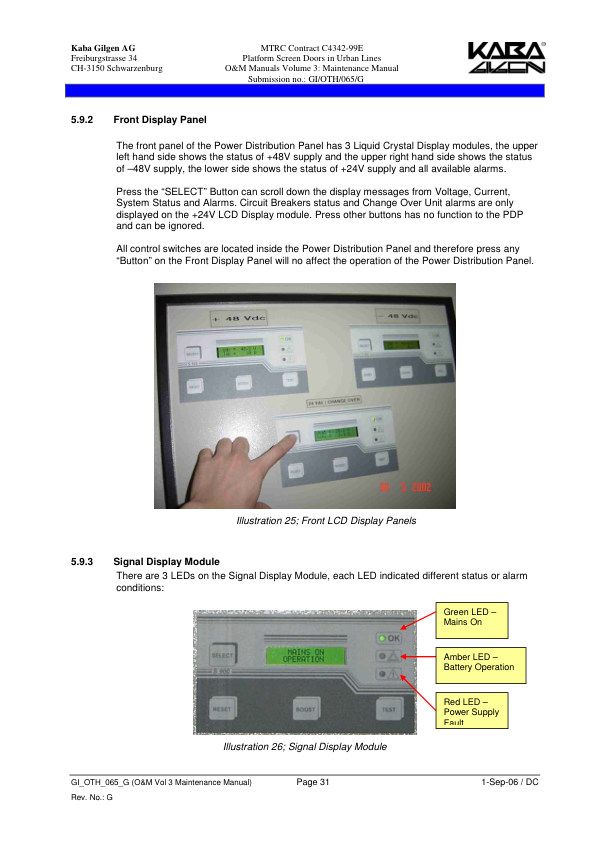 Kaba Gilgen AG
Freiburgstrasse 34
CH-3150 Schwarzenburg
MTRC Contract C4342-99E
Platform Screen Doors in Urban Lines
O&M Manuals Volume 3: Maintenance Manual
Submission no.: GI/OTH/065/G
KABA
GILGEN
5.9.2 Front Display Panel
The front panel of the Power Distribution Panel has 3 Liquid Crystal Display modules, the upper
left hand side shows the status of +48V supply and the upper right hand side shows the status
of –48V supply, the lower side shows the status of +24V supply and all available alarms.
Press the “SELECT” Button can scroll down the display messages from Voltage, Current,
System Status and Alarms. Circuit Breakers status and Change Over Unit alarms are only
displayed on the +24V LCD Display module. Press other buttons has no function to the PDP
and can be ignored.
All control switches are located inside the Power Distribution Panel and therefore press any
“Button” on the Front Display Panel will no affect the operation of the Power Distribution Panel.
+ 48 Vdc
— 48 Vdc
24 Vdc / CHANGE OVER
2002
Illustration 25; Front LCD Display Panels
5.9.3 Signal Display Module
There are 3 LEDs on the Signal Display Module, each LED indicated different status or alarm
conditions:
Green LED –
Mains On
OK
SELECT
MAINS ON
OPERATION
Amber LED –
Battery Operation
Red LED –
Power Supply
Fault
RESET
BOOST
TEST
Illustration 26; Signal Display Module
GI_OTH_065_G (O&M Vol 3 Maintenance Manual) Page 31 1-Sep-06 / DC
Rev. No.: G